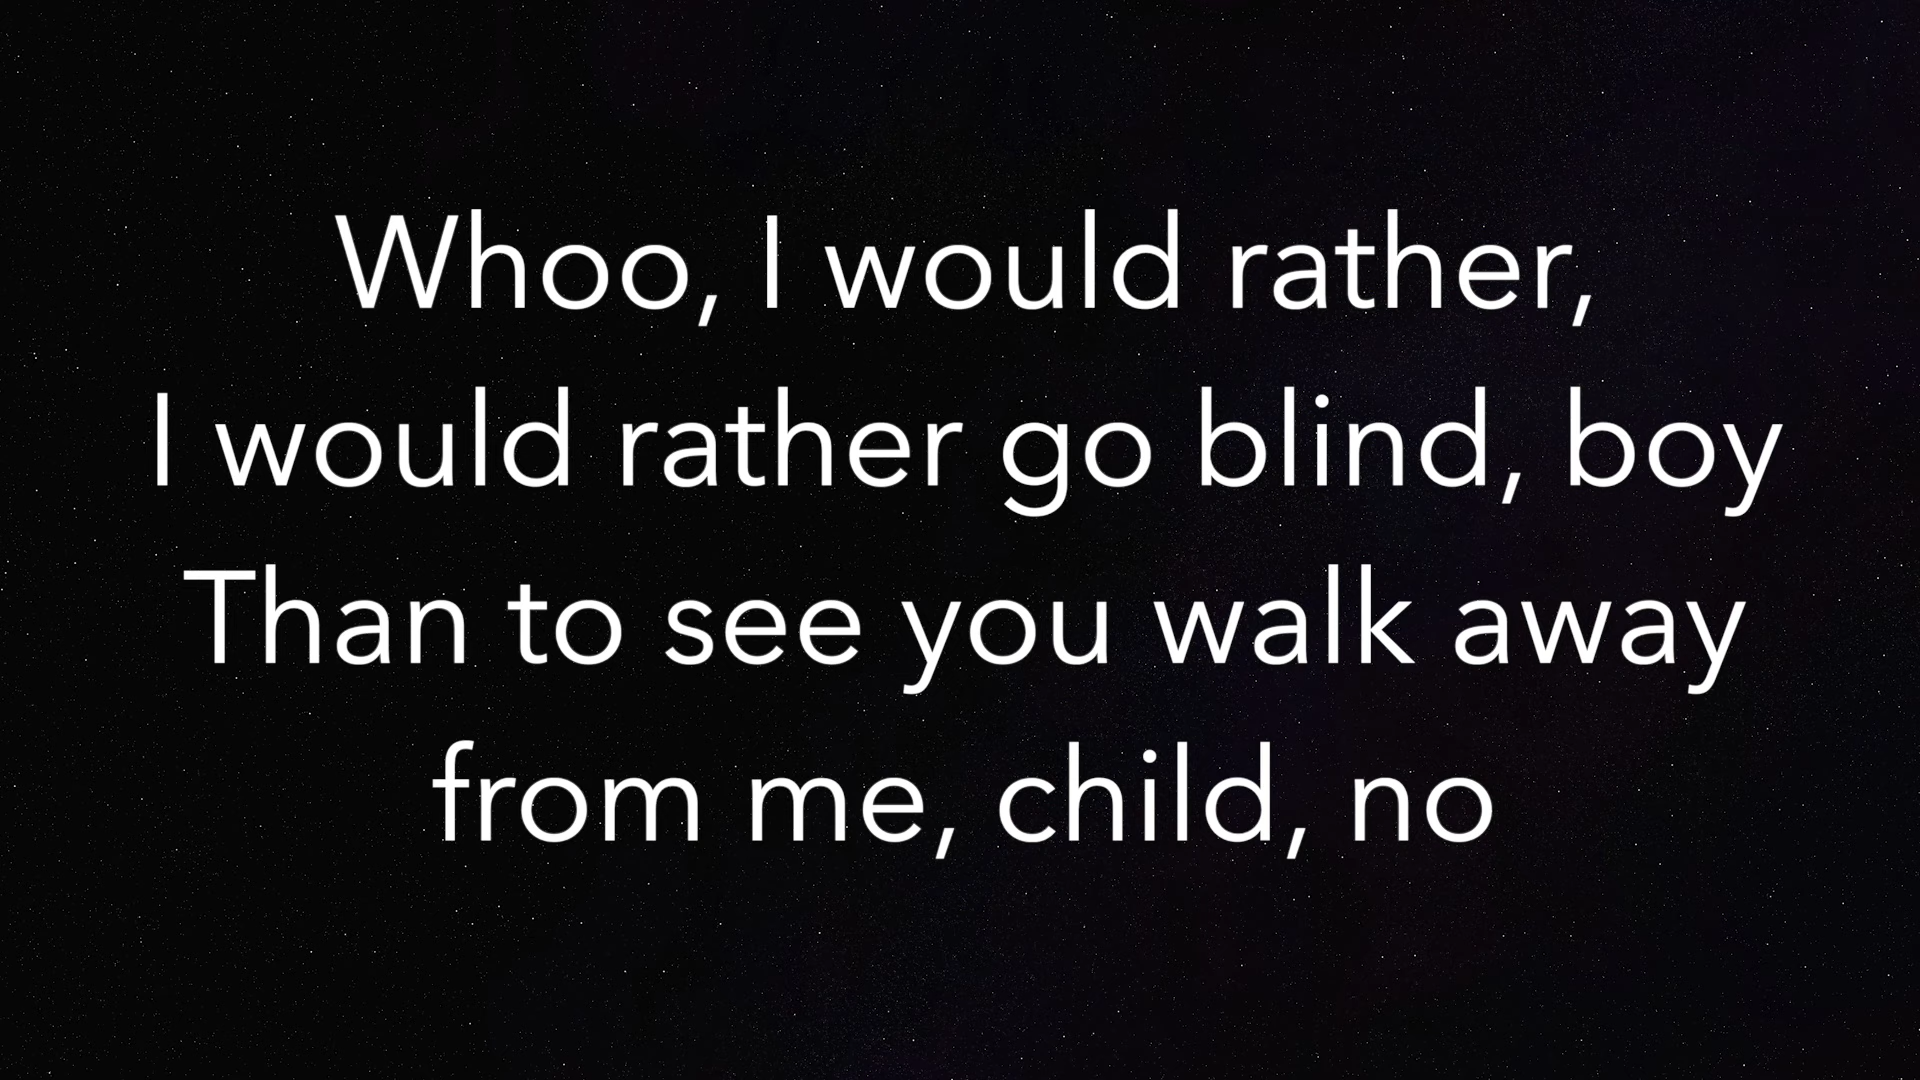 Whoo, I would rather,
I would rather go blind, boy
Than to see you walk away
from me, child, no